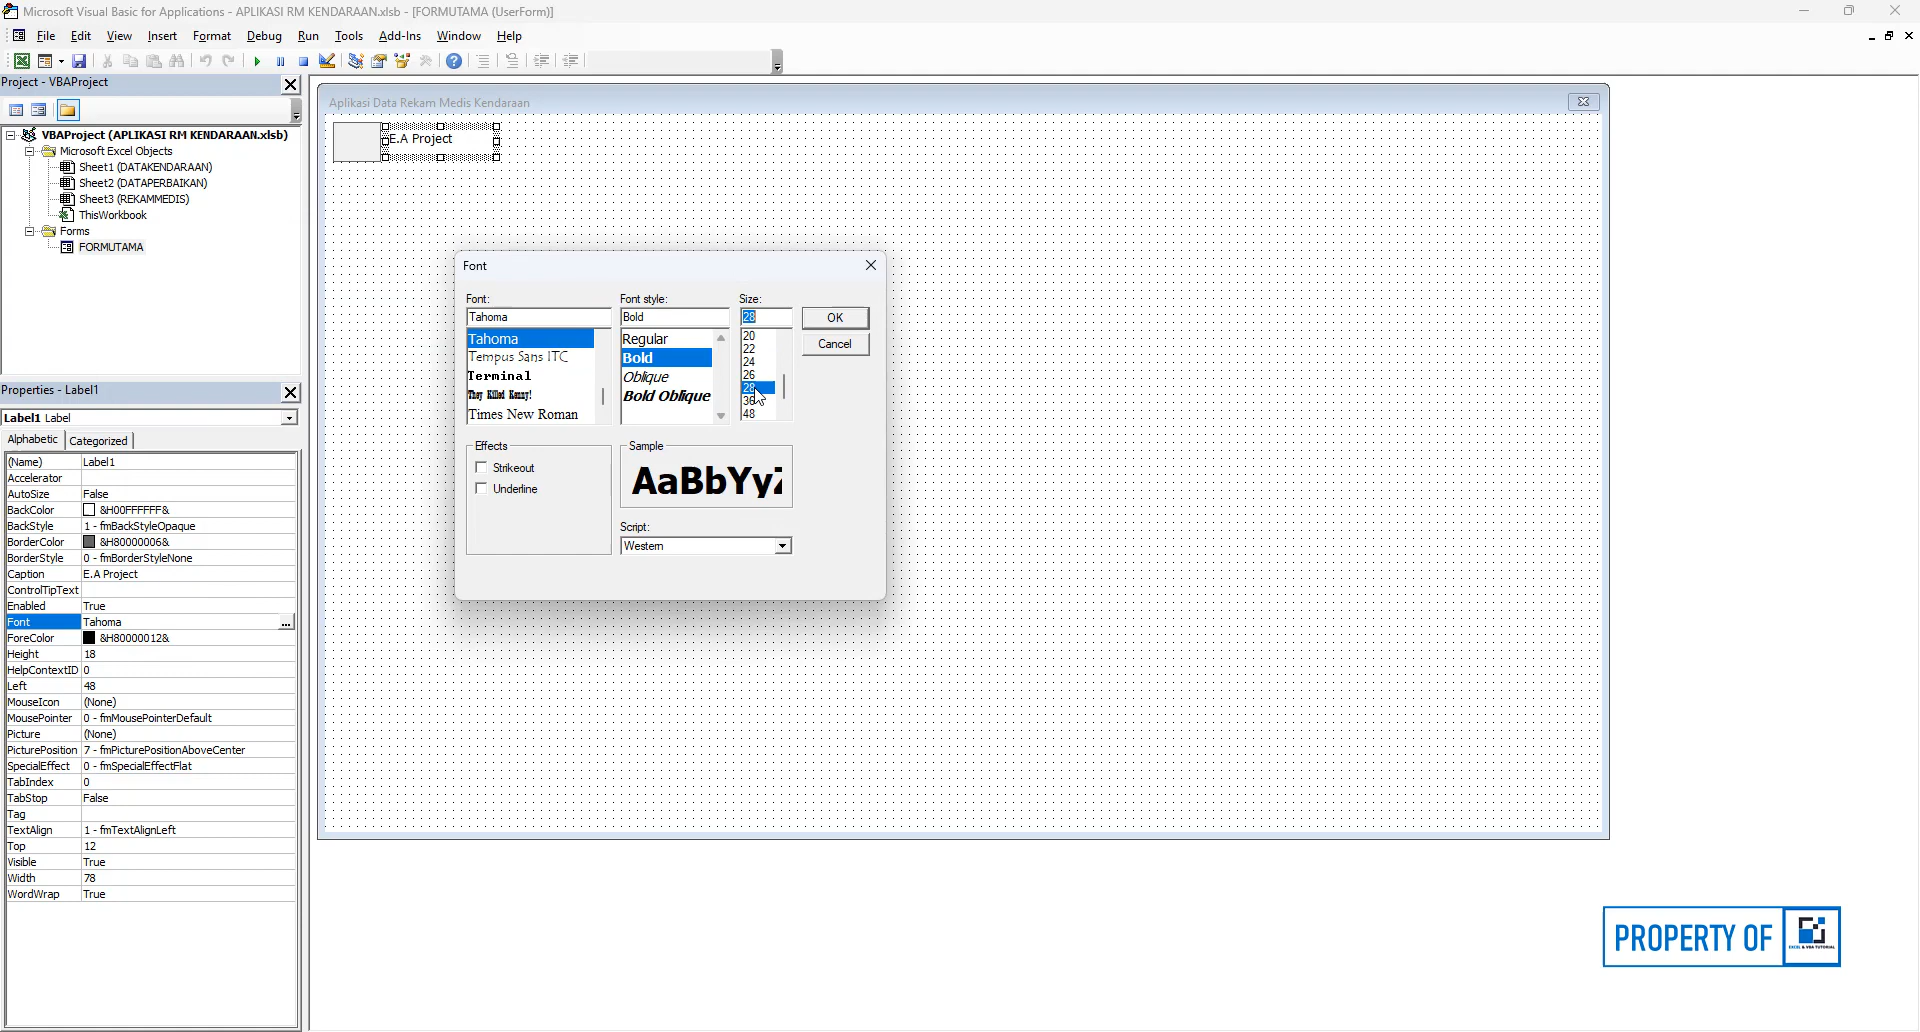 Microsoft Visual Basic for Applications - APLIKASI RM KENDARAAN.xlsb - [FORMUTAMA (UserForm)]
File Edit View Insert Format Debug Run Tools Add-Ins Window Help
Project - VBAProject
VBAProject (APLIKASI RM KENDARAAN.xlsb)
Microsoft Excel Objects
Sheet1 (DATAKENDARAAN)
Sheet2 (DATAPERBAIKAN)
Sheet3 (REKAMMEDIS)
ThisWorkbook
Forms
FORMUTAMA
Properties - Label1
Label1 Label
Alphabetic Categorized
(Name) Label1
Accelerator
AutoSize False
BackColor &H00FFFFFF&
BackStyle 1 - fmBackStyleOpaque
BorderColor &H80000006&
BorderStyle 0 - fmBorderStyleNone
Caption E.A Project
ControlTipText
Enabled True
Font Tahoma ...
ForeColor &H80000012&
Height 18
HelpContextID 0
Left 48
MouseIcon (None)
MousePointer 0 - fmMousePointerDefault
Picture (None)
PicturePosition 7 - fmPicturePositionAboveCenter
SpecialEffect 0 - fmSpecialEffectFlat
TabIndex 0
TabStop False
Tag
TextAlign 1 - fmTextAlignLeft
Top 12
Visible True
Width 78
WordWrap True
Aplikasi Data Rekam Medis Kendaraan
E.A Project
Font
Font: Font style: Size:
Tahoma Bold 28 OK
Cancel
Tahoma
Tempus Sans ITC
Terminal
They Killed Kenny!
Times New Roman
Regular
Bold
Oblique
Bold Oblique
20
22
24
26
28
36
48
Effects
Strikeout
Underline
Sample
AaBbYyZ
Script:
Western
PROPERTY OF
EXCEL & VBA TUTORIAL